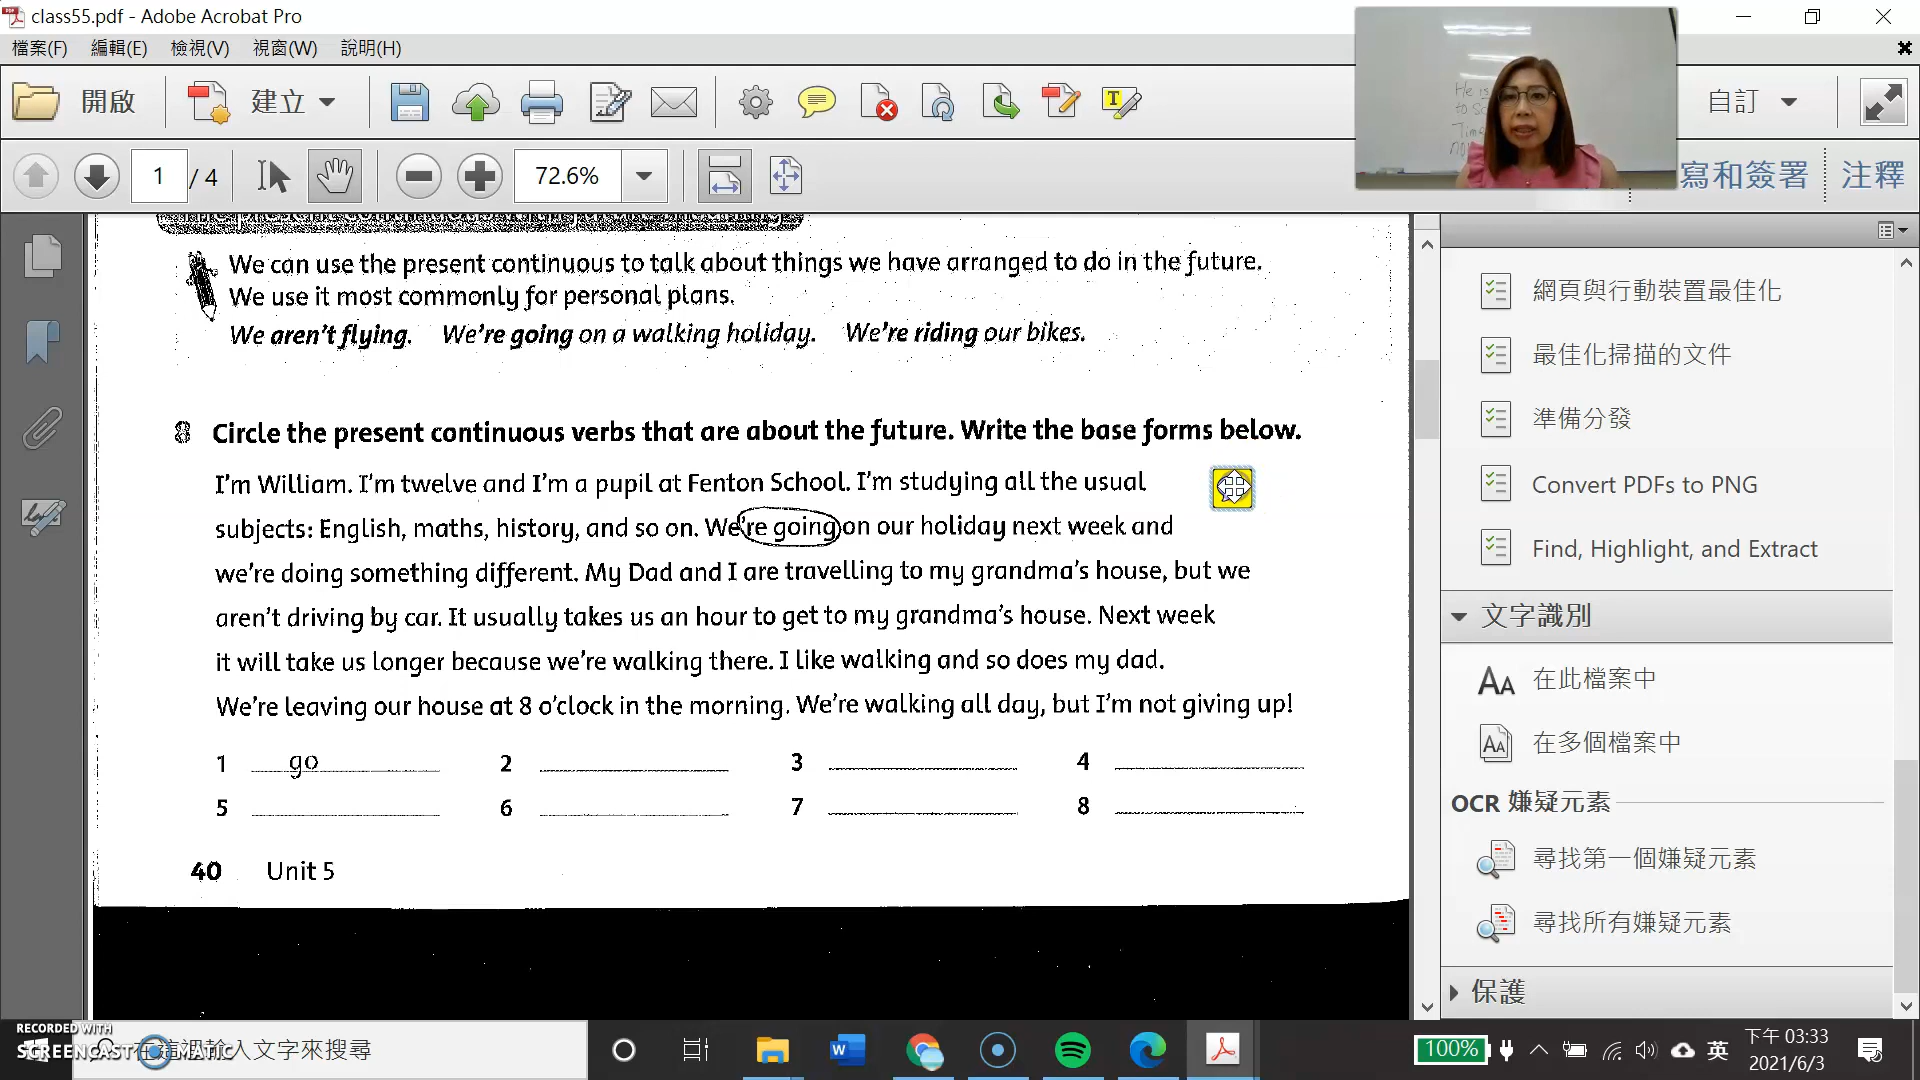 class55.pdf - Adobe Acrobat Pro
檔案(F) 編輯(E) 檢視(V) 視窗(W) 說明(H)
開啟 建立 自訂
1 / 4 72.6% 寫和簽署 注釋
We can use the present continuous to talk about things we have arranged to do in the future.
We use it most commonly for personal plans.
We aren't flying. We're going on a walking holiday. We're riding our bikes.
8 Circle the present continuous verbs that are about the future. Write the base forms below.
I'm William. I'm twelve and I'm a pupil at Fenton School. I'm studying all the usual
subjects: English, maths, history, and so on. We're going on our holiday next week and
we're doing something different. My Dad and I are travelling to my grandma's house, but we
aren't driving by car. It usually takes us an hour to get to my grandma's house. Next week
it will take us longer because we're walking there. I like walking and so does my dad.
We're leaving our house at 8 o'clock in the morning. We're walking all day, but I'm not giving up!
1 go 2 3 4
5 6 7 8
40 Unit 5
網頁與行動裝置最佳化
最佳化掃描的文件
準備分發
Convert PDFs to PNG
Find, Highlight, and Extract
文字識別
在此檔案中
在多個檔案中
OCR 嫌疑元素
尋找第一個嫌疑元素
尋找所有嫌疑元素
保護
He is
to
RECORDED WITH
SCREENCAST MATIC
在這裡輸入文字來搜尋
100% 英 下午 03:33
2021/6/3